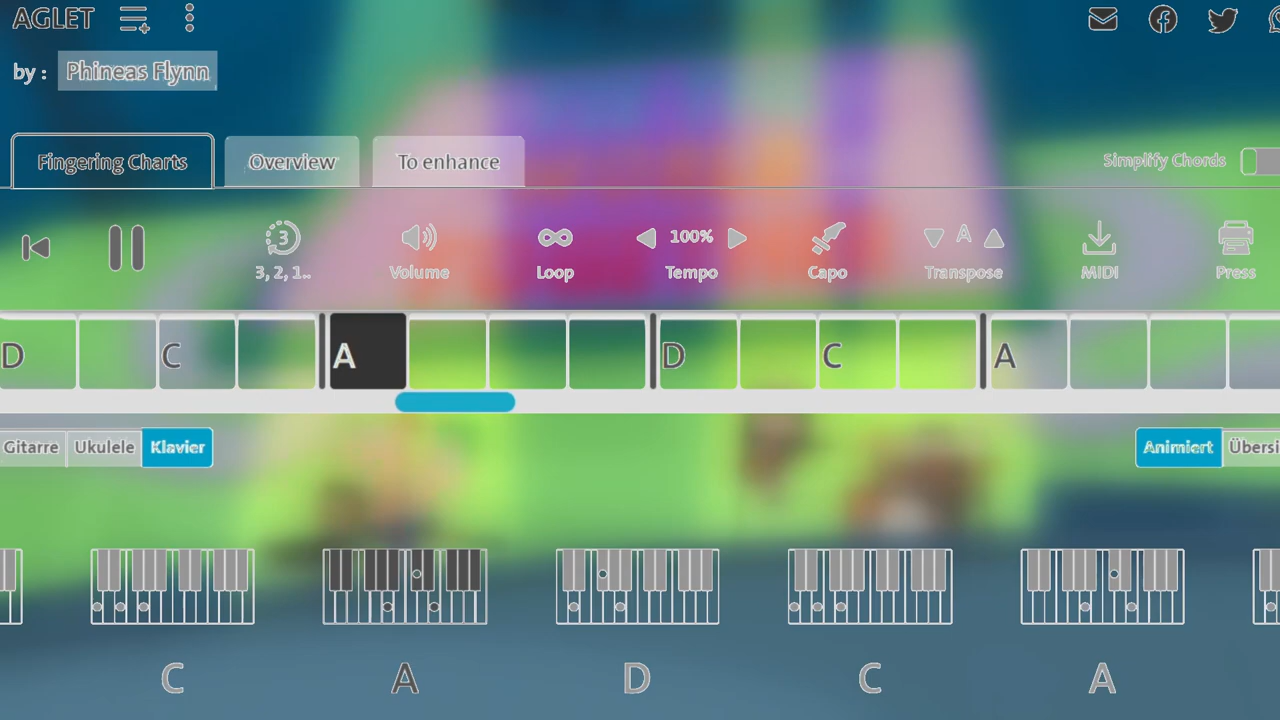 AGLET
by : Phineas Flynn
Fingering Charts Overview To enhance Simplify Chords
3 100% A
3, 2, 1.. Volume Loop Tempo Capo Transpose MIDI Press
D C A D C A
Gitarre Ukulele Klavier Animiert Übersi
C A D C A